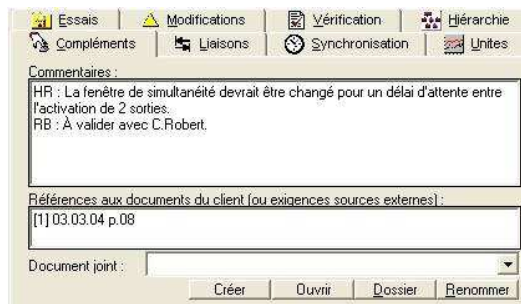 Essais Modifications Vérification Hiérarchie
Compléments Liaisons Synchronisation Unites
Commentaires :
HR : La fenêtre de simultanéité devrait être changé pour un délai d'attente entre
l'activation de 2 sorties.
RB : À valider avec C.Robert.
Références aux documents du client (ou exigences sources externes) :
[1] 03.03.04 p.08
Document joint :
Créer Ouvrir Dossier Renommer